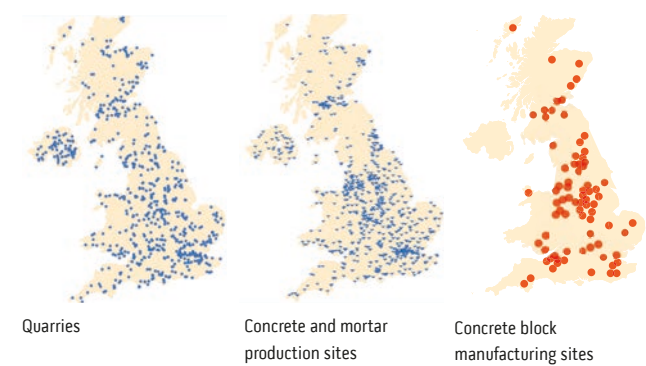 Quarries
Concrete and mortar
production sites
Concrete block
manufacturing sites